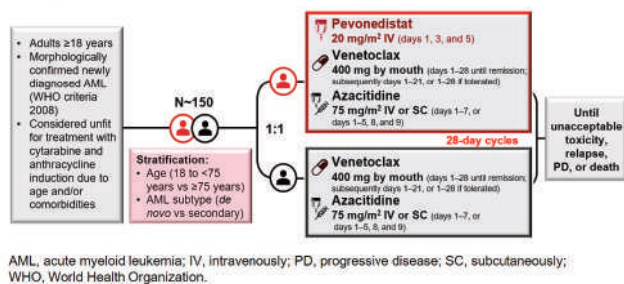 • Adults ≥18 years
• Morphologically
confirmed newly
diagnosed AML
(WHO criteria
2008)
• Considered unfit
for treatment with
cytarabine and
anthracycline
induction due to
age and/or
comorbidities
N~150
Stratification:
• Age (18 to <75
years vs ≥75 years)
• AML subtype (de
novo vs secondary)
1:1
Pevonedistat
20 mg/m² IV (days 1, 3, and 5)
Venetoclax
400 mg by mouth (days 1–28 until remission;
subsequently days 1–21, or 1–28 if tolerated)
Azacitidine
75 mg/m² IV or SC (days 1–7, or
days 1–5, 8, and 9)
28-day cycles
Venetoclax
400 mg by mouth (days 1–28 until remission;
subsequently days 1–21, or 1–28 if tolerated)
Azacitidine
75 mg/m² IV or SC (days 1–7, or
days 1–5, 8, and 9)
Until
unacceptable
toxicity,
relapse,
PD, or death
AML, acute myeloid leukemia; IV, intravenously; PD, progressive disease; SC, subcutaneously;
WHO, World Health Organization.